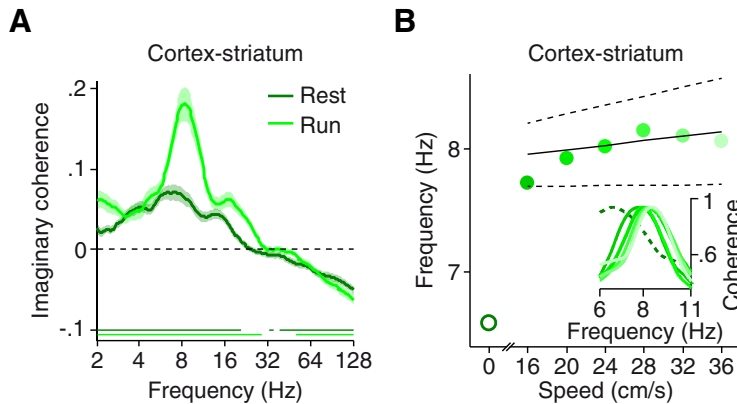 A
Cortex-striatum
Imaginary coherence
.2
.1
0
-.1
Rest
Run
2 4 8 16 32 64 128
Frequency (Hz)
B
Cortex-striatum
Frequency (Hz)
8
7
1
.6
Coherence
6 8 11
Frequency (Hz)
0 16 20 24 28 32 36
Speed (cm/s)